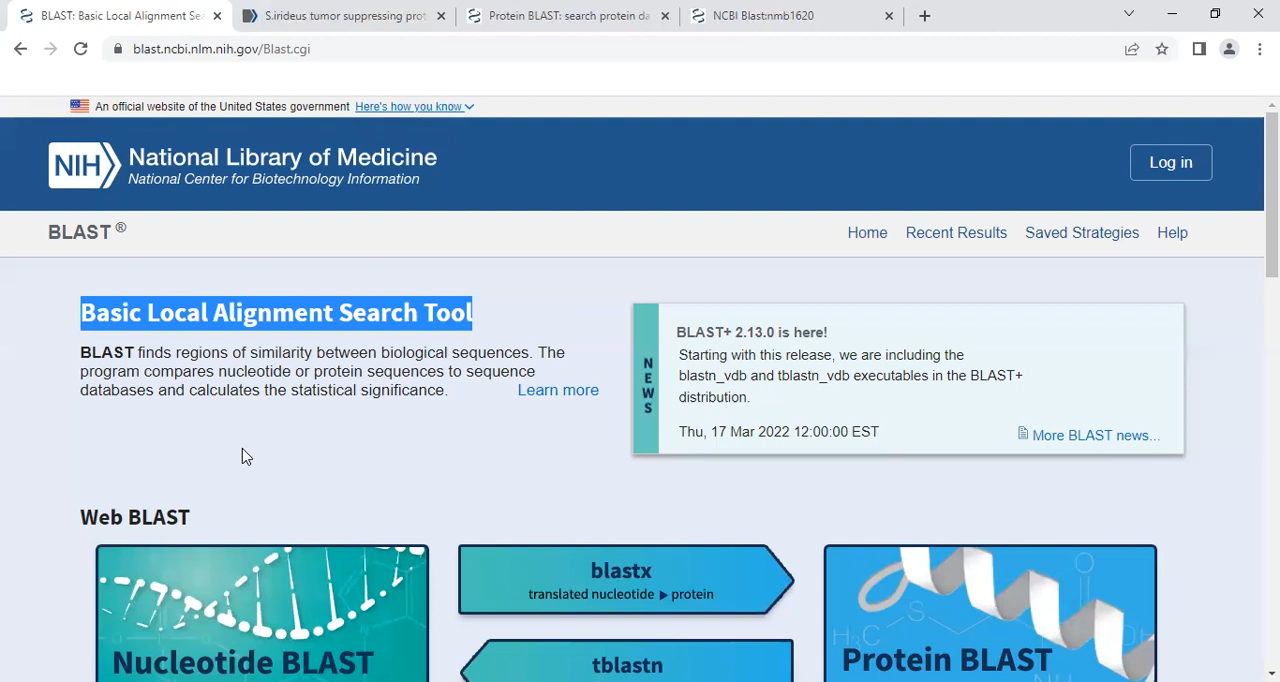 BLAST: Basic Local Alignment Se
S.irideus tumor suppressing prot
Protein BLAST: search protein da
NCBI Blast:nmb1620
blast.ncbi.nlm.nih.gov/Blast.cgi
An official website of the United States government Here's how you know
NIH National Library of Medicine
National Center for Biotechnology Information
Log in
BLAST ®
Home Recent Results Saved Strategies Help
Basic Local Alignment Search Tool
BLAST finds regions of similarity between biological sequences. The
program compares nucleotide or protein sequences to sequence
databases and calculates the statistical significance. Learn more
NEWS
BLAST+ 2.13.0 is here!
Starting with this release, we are including the
blastn_vdb and tblastn_vdb executables in the BLAST+
distribution.
Thu, 17 Mar 2022 12:00:00 EST
More BLAST news...
Web BLAST
Nucleotide BLAST
blastx
translated nucleotide ▶ protein
tblastn
H₃C
S
O
Protein BLAST